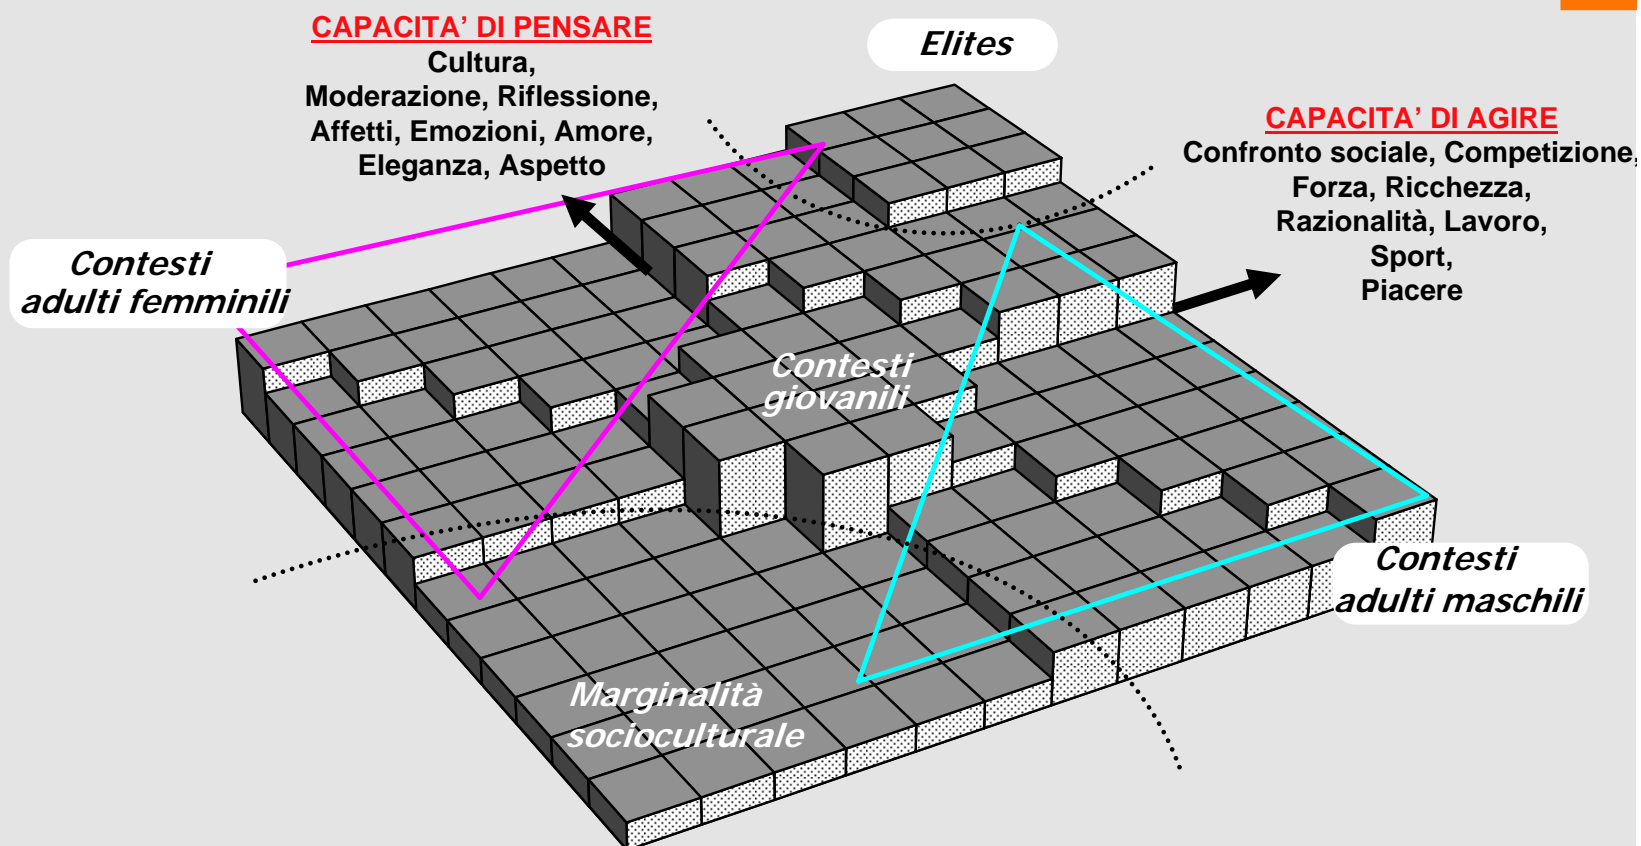 CAPACITA' DI PENSARE
Cultura,
Moderazione, Riflessione,
Affetti, Emozioni, Amore,
Eleganza, Aspetto
Elites
CAPACITA' DI AGIRE
Confronto sociale, Competizione,
Forza, Ricchezza,
Razionalità, Lavoro,
Sport,
Piacere
Contesti
adulti femminili
Contesti
giovanili
Contesti
adulti maschili
Marginalità
socioculturale